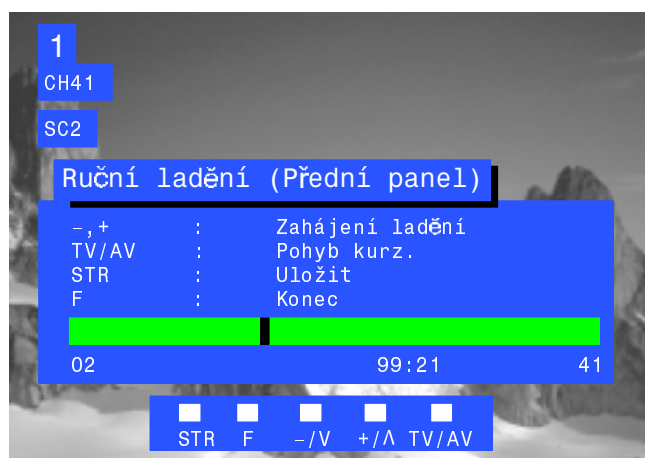 1
CH41
SC2
Ruční ladění (Přední panel)
–,+ : Zahájení ladění
TV/AV : Pohyb kurz.
STR : Uložit
F : Konec
02 99:21 41
STR F –/V +/Λ TV/AV